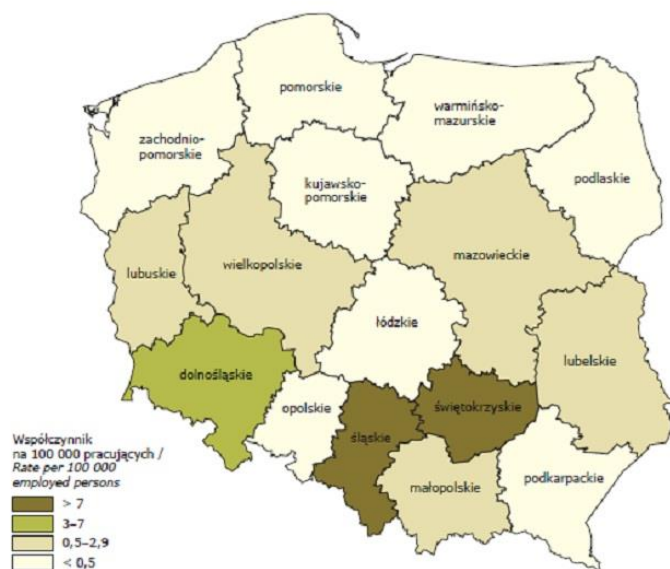 pomorskie
warmińsko-
mazurskie
zachodnio-
pomorskie
podlaskie
kujawsko-
pomorskie
mazowieckie
wielkopolskie
lubuskie
łódzkie
lubelskie
dolnośląskie
opolskie
śląskie
świętokrzyskie
małopolskie
podkarpackie
Współczynnik
na 100 000 pracujących /
Rate per 100 000
employed persons
> 7
3–7
0,5–2,9
< 0,5